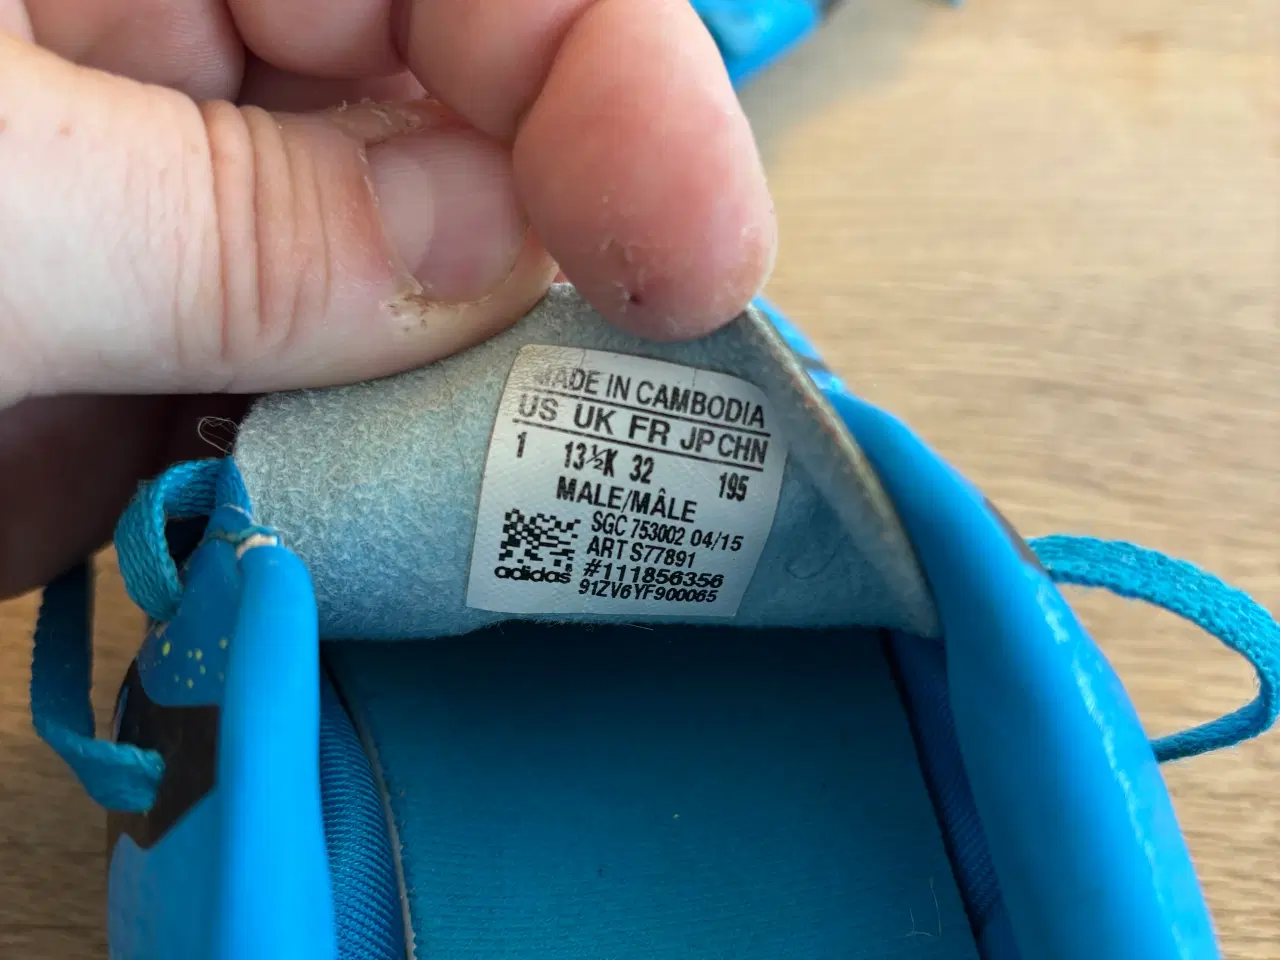 MADE IN CAMBODIA
US UK FR JP CHN
1 13½K 32 195
MALE/MÂLE
SGC 753002 04/15
ART S77891
#111856356
91ZV6YF900065
adidas